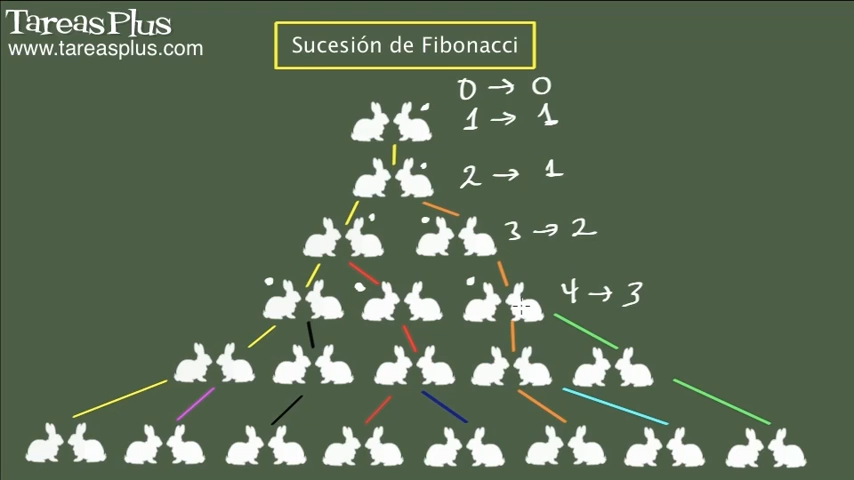 TareasPlus
www.tareasplus.com
Sucesión de Fibonacci
0 → 0
1 → 1
2 → 1
3 → 2
4 → 3